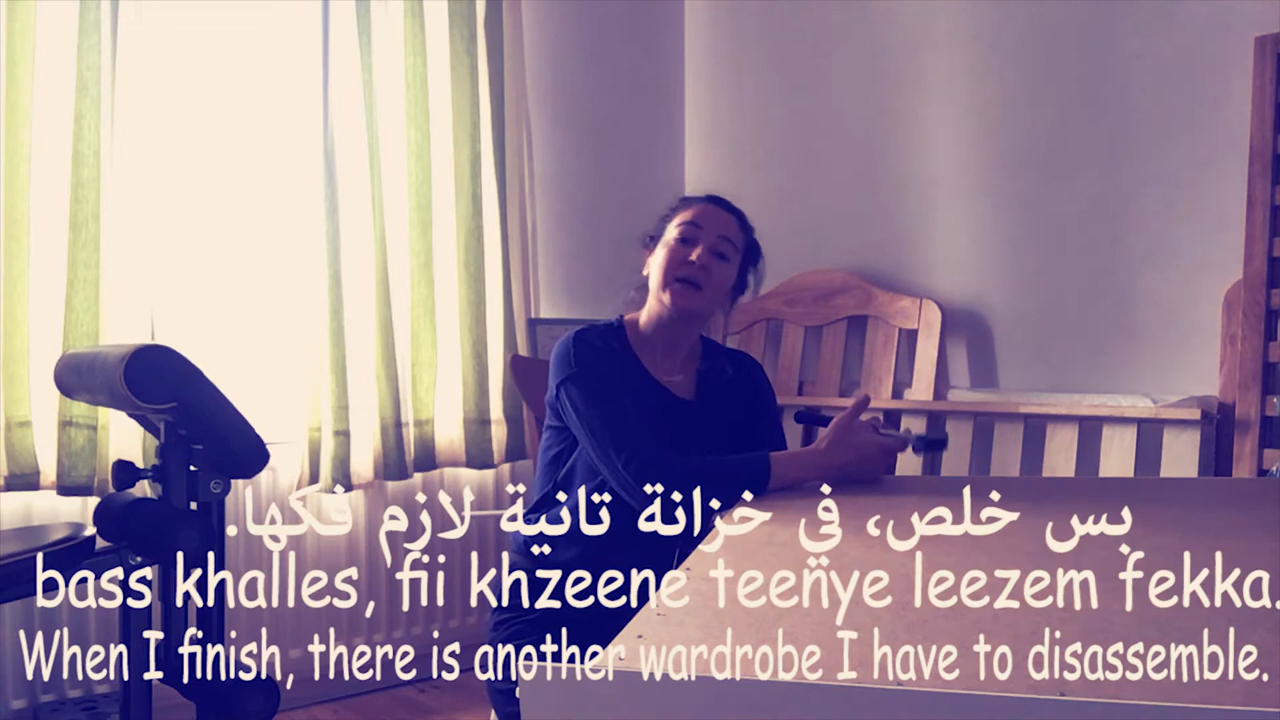 بس خلص، في خزانة تانية لازم فكها.
bass khalles, fii khzeene teenye leezem fekka.
When I finish, there is another wardrobe I have to disassemble.